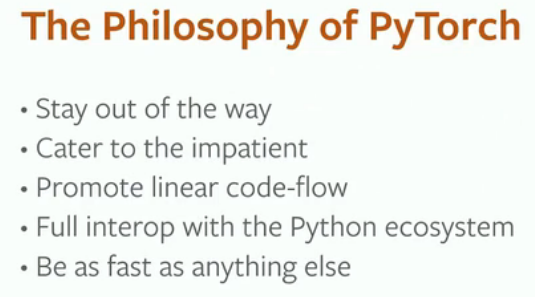 The Philosophy of PyTorch
• Stay out of the way
• Cater to the impatient
• Promote linear code-flow
• Full interop with the Python ecosystem
• Be as fast as anything else